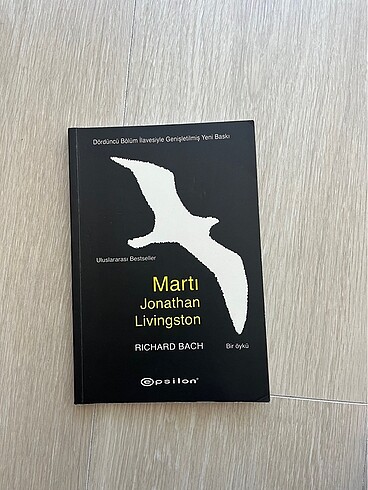 Dördüncü Bölüm İlavesiyle Genişletilmiş Yeni Baskı
Uluslararası Bestseller
Martı
Jonathan
Livingston
RICHARD BACH
Bir öykü
epsilon